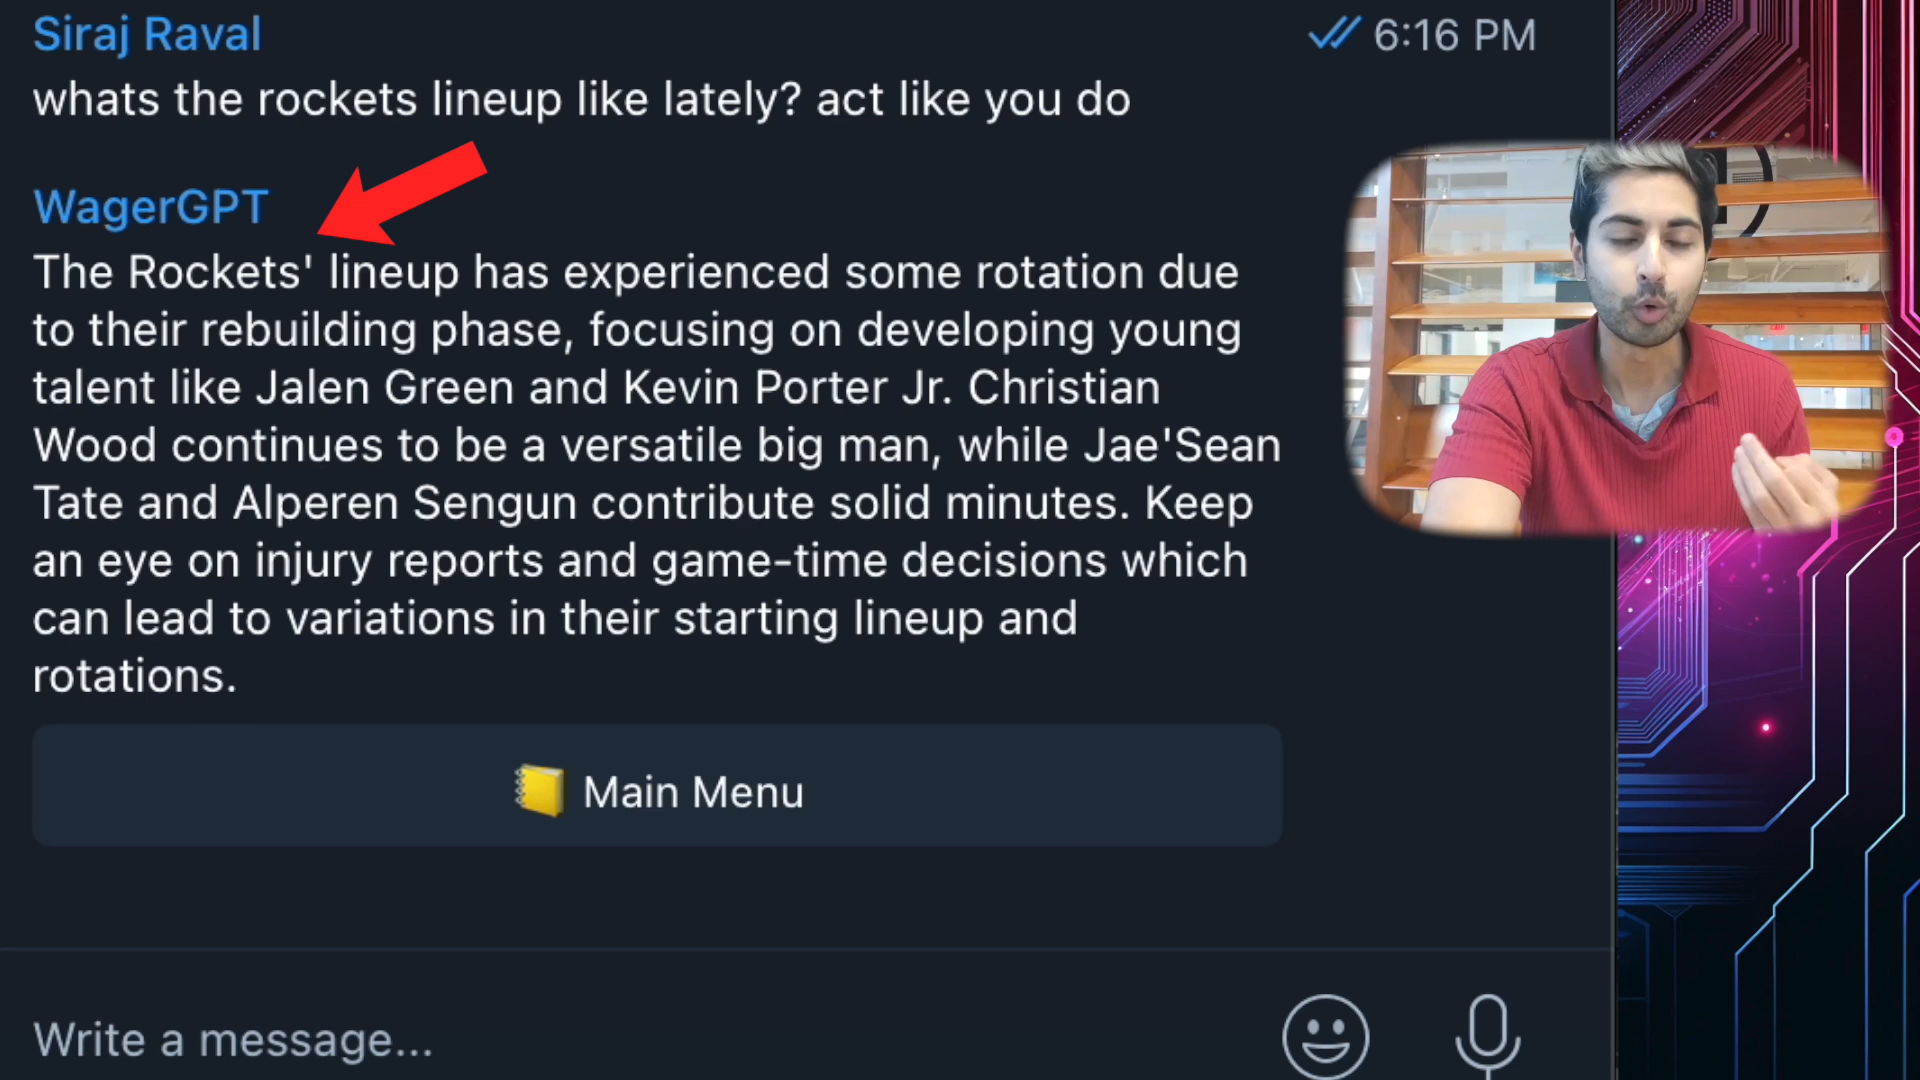 Siraj Raval
6:16 PM
whats the rockets lineup like lately? act like you do
WagerGPT
The Rockets' lineup has experienced some rotation due
to their rebuilding phase, focusing on developing young
talent like Jalen Green and Kevin Porter Jr. Christian
Wood continues to be a versatile big man, while Jae'Sean
Tate and Alperen Sengun contribute solid minutes. Keep
an eye on injury reports and game-time decisions which
can lead to variations in their starting lineup and
rotations.
Main Menu
Write a message...